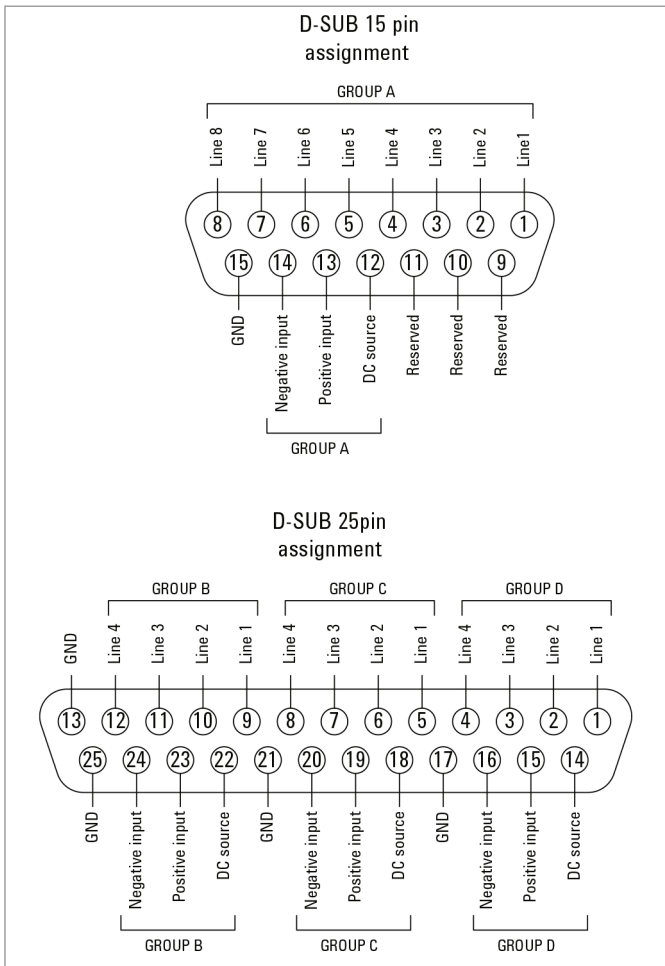 D-SUB 15 pin
assignment
GROUP A
Line 8 Line 7 Line 6 Line 5 Line 4 Line 3 Line 2 Line1
8 7 6 5 4 3 2 1
15 14 13 12 11 10 9
GND Negative input Positive input DC source Reserved Reserved Reserved
GROUP A
D-SUB 25pin
assignment
GROUP B GROUP C GROUP D
GND Line 4 Line 3 Line 2 Line 1 Line 4 Line 3 Line 2 Line 1 Line 4 Line 3 Line 2 Line 1
13 12 11 10 9 8 7 6 5 4 3 2 1
25 24 23 22 21 20 19 18 17 16 15 14
GND Negative input Positive input DC source GND Negative input Positive input DC source GND Negative input Positive input DC source
GROUP B GROUP C GROUP D